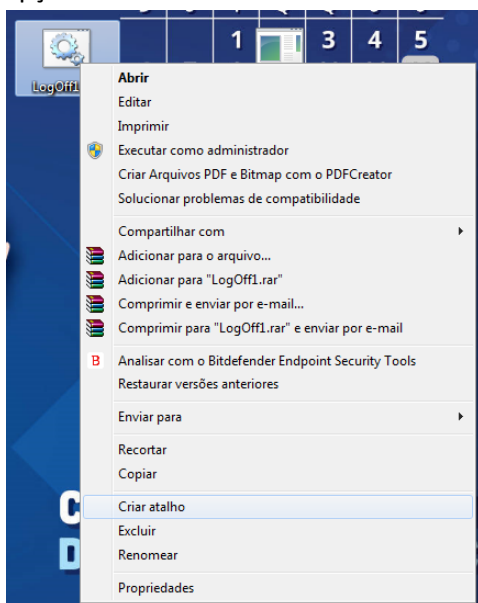 1 3 4 5
LogOff1
Abrir
Editar
Imprimir
Executar como administrador
Criar Arquivos PDF e Bitmap com o PDFCreator
Solucionar problemas de compatibilidade
Compartilhar com
Adicionar para o arquivo...
Adicionar para "LogOff1.rar"
Comprimir e enviar por e-mail...
Comprimir para "LogOff1.rar" e enviar por e-mail
B Analisar com o Bitdefender Endpoint Security Tools
Restaurar versões anteriores
Enviar para
Recortar
Copiar
Criar atalho
Excluir
Renomear
Propriedades
C
D